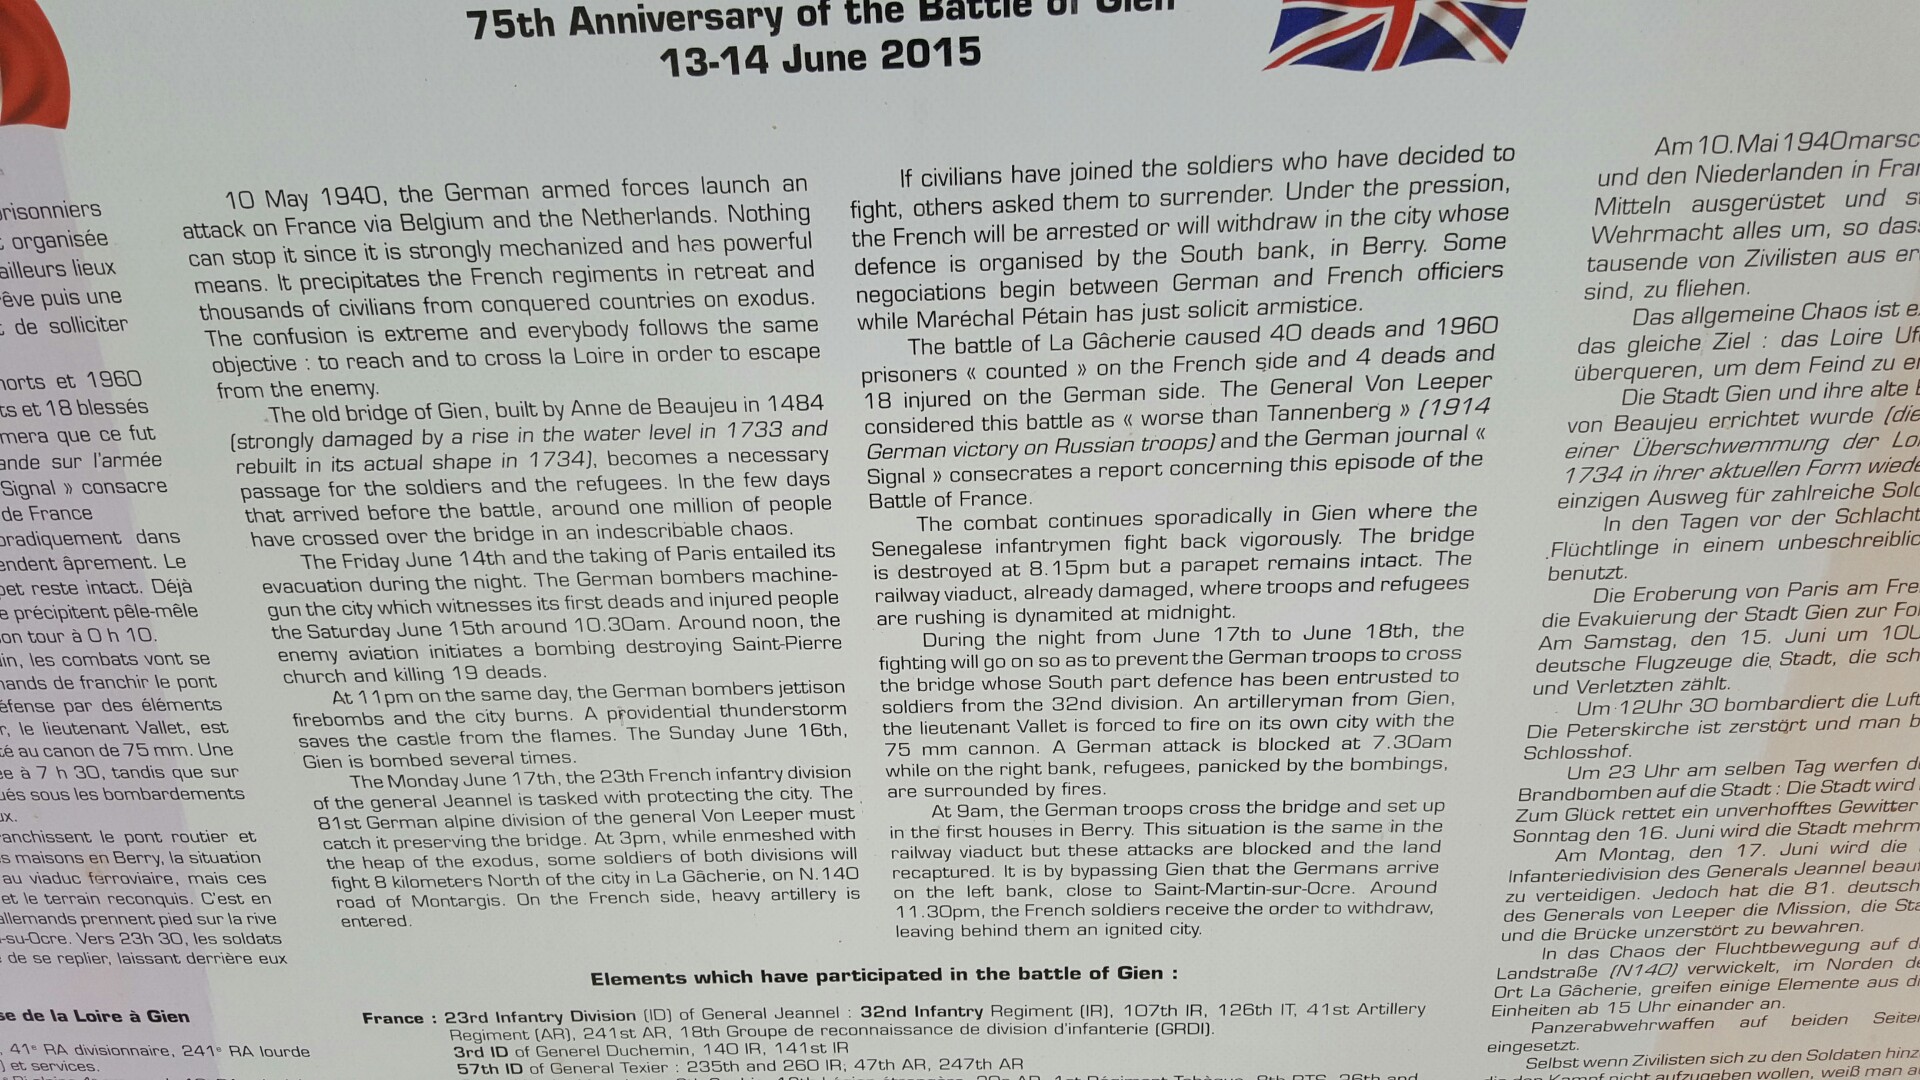 75th Anniversary of the Battle of Gien
13-14 June 2015
risonniers
organisée
ailleurs lieux
rêve puis une
de solliciter
morts et 1960
ts et 18 blessés
mera que ce fut
ande sur l'armée
Signal » consacre
de France
oradiquement dans
endent âprement. Le
pet reste intact. Déjà
e précipitent pêle-mêle
on tour à 0 h 10.
in, les combats vont se
mands de franchir le pont
éfense par des éléments
r, le lieutenant Vallet, est
té au canon de 75 mm. Une
e à 7 h 30, tandis que sur
ués sous les bombardements
ux.
ranchissent le pont routier et
s maisons en Berry, la situation
au viaduc ferroviaire, mais ces
et le terrain reconquis. C'est en
allemands prennent pied sur la rive
-su-Ocre. Vers 23h 30, les soldats
de se replier, laissant derrière eux
se de la Loire à Gien
, 41e RA divisionnaire, 241e RA lourde
) et services.
10 May 1940, the German armed forces launch an
attack on France via Belgium and the Netherlands. Nothing
can stop it since it is strongly mechanized and has powerful
means. It precipitates the French regiments in retreat and
thousands of civilians from conquered countries on exodus.
The confusion is extreme and everybody follows the same
objective : to reach and to cross la Loire in order to escape
from the enemy.
The old bridge of Gien, built by Anne de Beaujeu in 1484
(strongly damaged by a rise in the water level in 1733 and
rebuilt in its actual shape in 1734), becomes a necessary
passage for the soldiers and the refugees. In the few days
that arrived before the battle, around one million of people
have crossed over the bridge in an indescribable chaos.
The Friday June 14th and the taking of Paris entailed its
evacuation during the night. The German bombers machine-
gun the city which witnesses its first deads and injured people
the Saturday June 15th around 10.30am. Around noon, the
enemy aviation initiates a bombing destroying Saint-Pierre
church and killing 19 deads.
At 11pm on the same day, the German bombers jettison
firebombs and the city burns. A providential thunderstorm
saves the castle from the flames. The Sunday June 16th,
Gien is bombed several times.
The Monday June 17th, the 23th French infantry division
of the general Jeannel is tasked with protecting the city. The
81st German alpine division of the general Von Leeper must
catch it preserving the bridge. At 3pm, while enmeshed with
the heap of the exodus, some soldiers of both divisions will
fight 8 kilometers North of the city in La Gâcherie, on N.140
road of Montargis. On the French side, heavy artillery is
entered.
If civilians have joined the soldiers who have decided to
fight, others asked them to surrender. Under the pression,
the French will be arrested or will withdraw in the city whose
defence is organised by the South bank, in Berry. Some
negociations begin between German and French officiers
while Maréchal Pétain has just solicit armistice.
The battle of La Gâcherie caused 40 deads and 1960
prisoners « counted » on the French side and 4 deads and
18 injured on the German side. The General Von Leeper
considered this battle as « worse than Tannenberg » (1914
German victory on Russian troops) and the German journal «
Signal » consecrates a report concerning this episode of the
Battle of France.
The combat continues sporadically in Gien where the
Senegalese infantrymen fight back vigorously. The bridge
is destroyed at 8.15pm but a parapet remains intact. The
railway viaduct, already damaged, where troops and refugees
are rushing is dynamited at midnight.
During the night from June 17th to June 18th, the
fighting will go on so as to prevent the German troops to cross
the bridge whose South part defence has been entrusted to
soldiers from the 32nd division. An artilleryman from Gien,
the lieutenant Vallet is forced to fire on its own city with the
75 mm cannon. A German attack is blocked at 7.30am
while on the right bank, refugees, panicked by the bombings,
are surrounded by fires.
At 9am, the German troops cross the bridge and set up
in the first houses in Berry. This situation is the same in the
railway viaduct but these attacks are blocked and the land
recaptured. It is by bypassing Gien that the Germans arrive
on the left bank, close to Saint-Martin-sur-Ocre. Around
11.30pm, the French soldiers receive the order to withdraw,
leaving behind them an ignited city.
Elements which have participated in the battle of Gien :
France : 23rd Infantry Division (ID) of General Jeannel : 32nd Infantry Regiment (IR), 107th IR, 126th IT, 41st Artillery
Regiment (AR), 241st AR, 18th Groupe de reconnaissance de division d'infanterie (GRDI).
3rd ID of Generel Duchemin, 140 IR, 141st IR
57th ID of General Texier : 235th and 260 IR, 47th AR, 247th AR
Am 10. Mai 1940 marsc
und den Niederlanden in Fran
Mitteln ausgerüstet und st
Wehrmacht alles um, so dass
tausende von Zivilisten aus er
sind, zu fliehen.
Das allgemeine Chaos ist e
das gleiche Ziel : das Loire Uf
überqueren, um dem Feind zu e
Die Stadt Gien und ihre alte
von Beaujeu errichtet wurde (die
einer Überschwemmung der Lo
1734 in ihrer aktuellen Form wiede
einzigen Ausweg für zahlreiche Sol
In den Tagen vor der Schlacht
Flüchtlinge in einem unbeschreiblic
benutzt.
Die Eroberung von Paris am Fre
die Evakuierung der Stadt Gien zur Fo
Am Samstag, den 15. Juni um 10U
deutsche Flugzeuge die Stadt, die sch
und Verletzten zählt.
Um 12Uhr 30 bombardiert die Luft
Die Peterskirche ist zerstört und man b
Schlosshof.
Um 23 Uhr am selben Tag werfen d
Brandbomben auf die Stadt : Die Stadt wird
Zum Glück rettet ein unverhofftes Gewitter
Sonntag den 16. Juni wird die Stadt mehrm
Am Montag, den 17. Juni wird die
Infanteriedivision des Generals Jeannel beau
zu verteidigen. Jedoch hat die 81. deutsch
des Generals von Leeper die Mission, die Sta
und die Brücke unzerstört zu bewahren.
In das Chaos der Fluchtbewegung auf d
Landstraße (N140) verwickelt, im Norden de
Ort La Gâcherie, greifen einige Elemente aus di
Einheiten ab 15 Uhr einander an.
Panzerabwehrwaffen auf beiden Seiten
eingesetzt.
Selbst wenn Zivilisten sich zu den Soldaten hinz